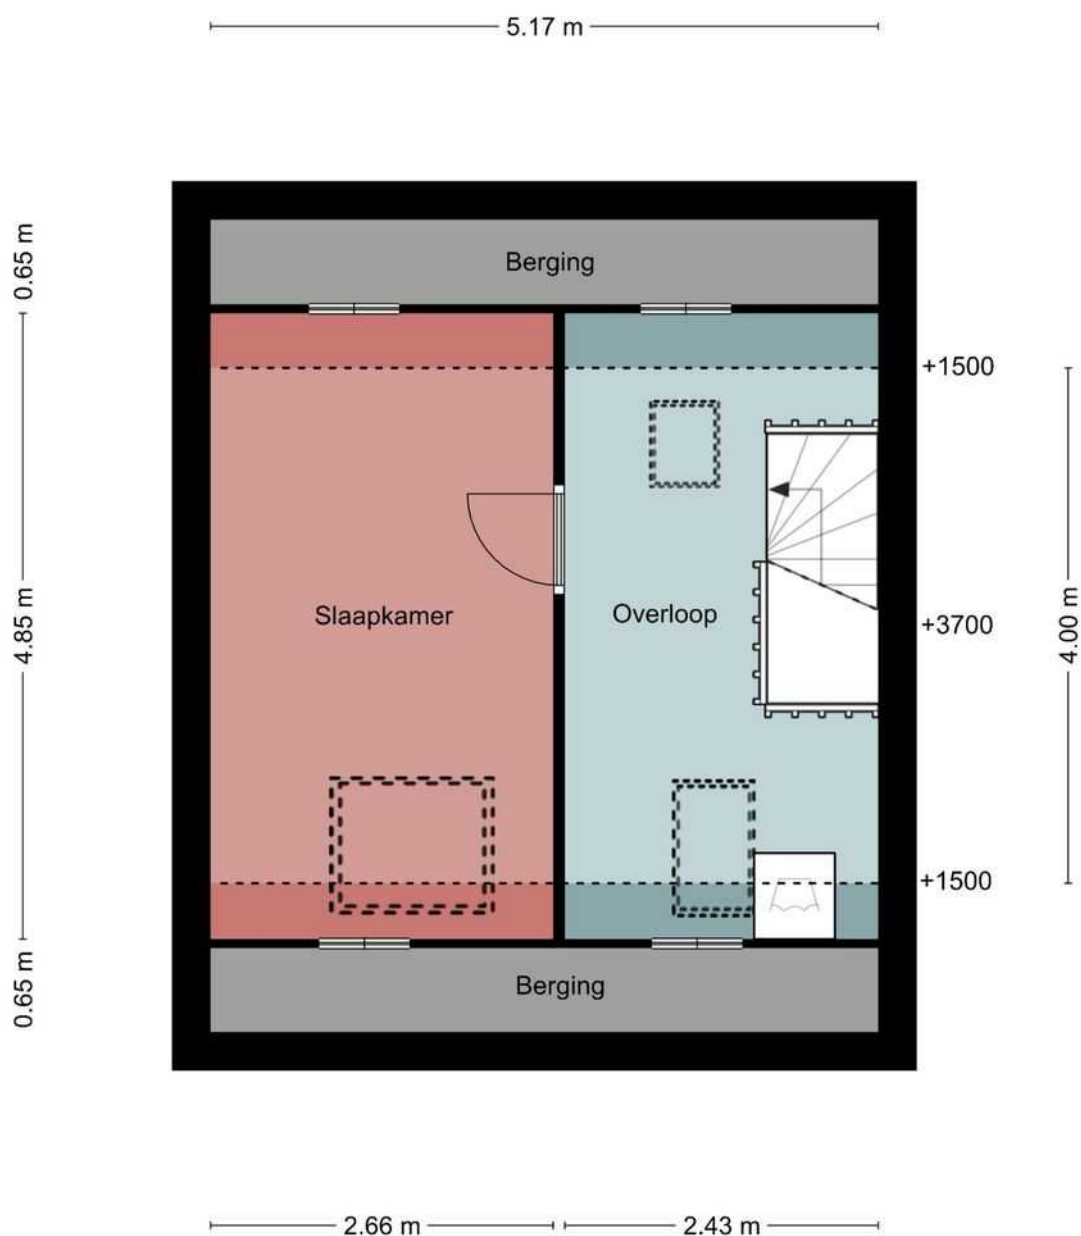 5.17 m
0.65 m
Berging
+1500
Slaapkamer
Overloop
+3700
4.85 m
4.00 m
+1500
0.65 m
Berging
2.66 m
2.43 m